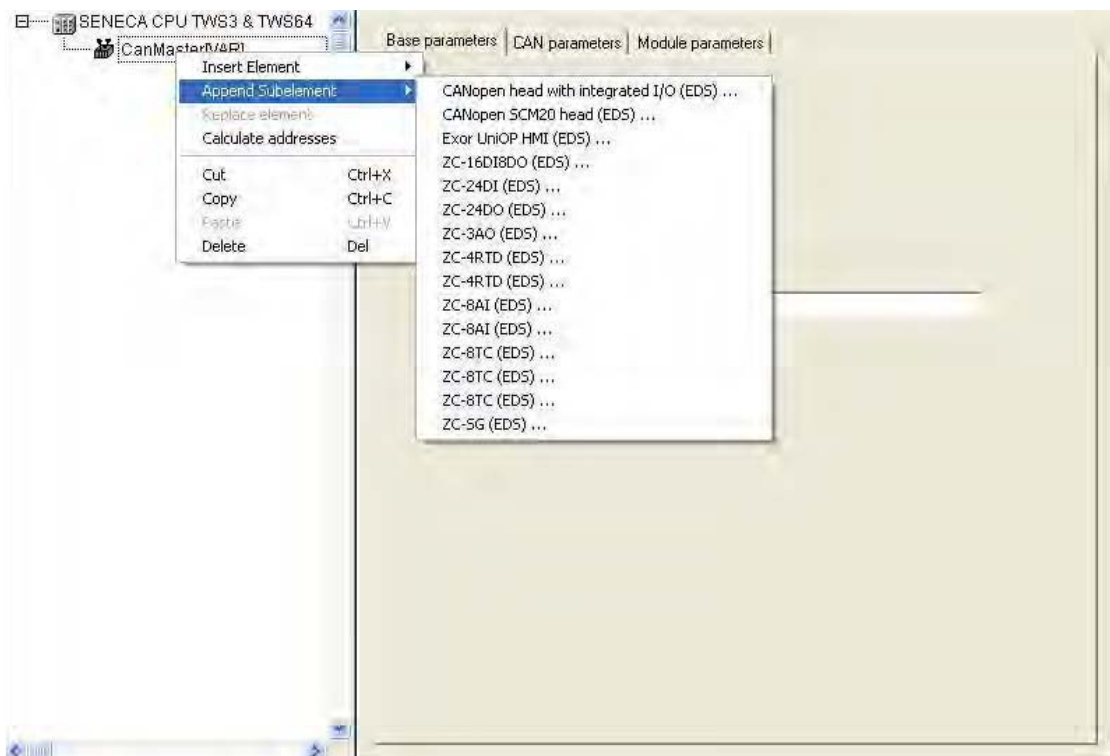 SENECA CPU TWS3 & TWS64
CanMaster[VAR]
Base parameters
CAN parameters
Module parameters
Insert Element
Append Subelement
Replace element
Calculate addresses
Cut Ctrl+X
Copy Ctrl+C
Paste Ctrl+V
Delete Del
CANopen head with integrated I/O (EDS) ...
CANopen SCM20 head (EDS) ...
Exor UniOP HMI (EDS) ...
ZC-16DI8DO (EDS) ...
ZC-24DI (EDS) ...
ZC-24DO (EDS) ...
ZC-3AO (EDS) ...
ZC-4RTD (EDS) ...
ZC-4RTD (EDS) ...
ZC-8AI (EDS) ...
ZC-8AI (EDS) ...
ZC-8TC (EDS) ...
ZC-8TC (EDS) ...
ZC-8TC (EDS) ...
ZC-SG (EDS) ...